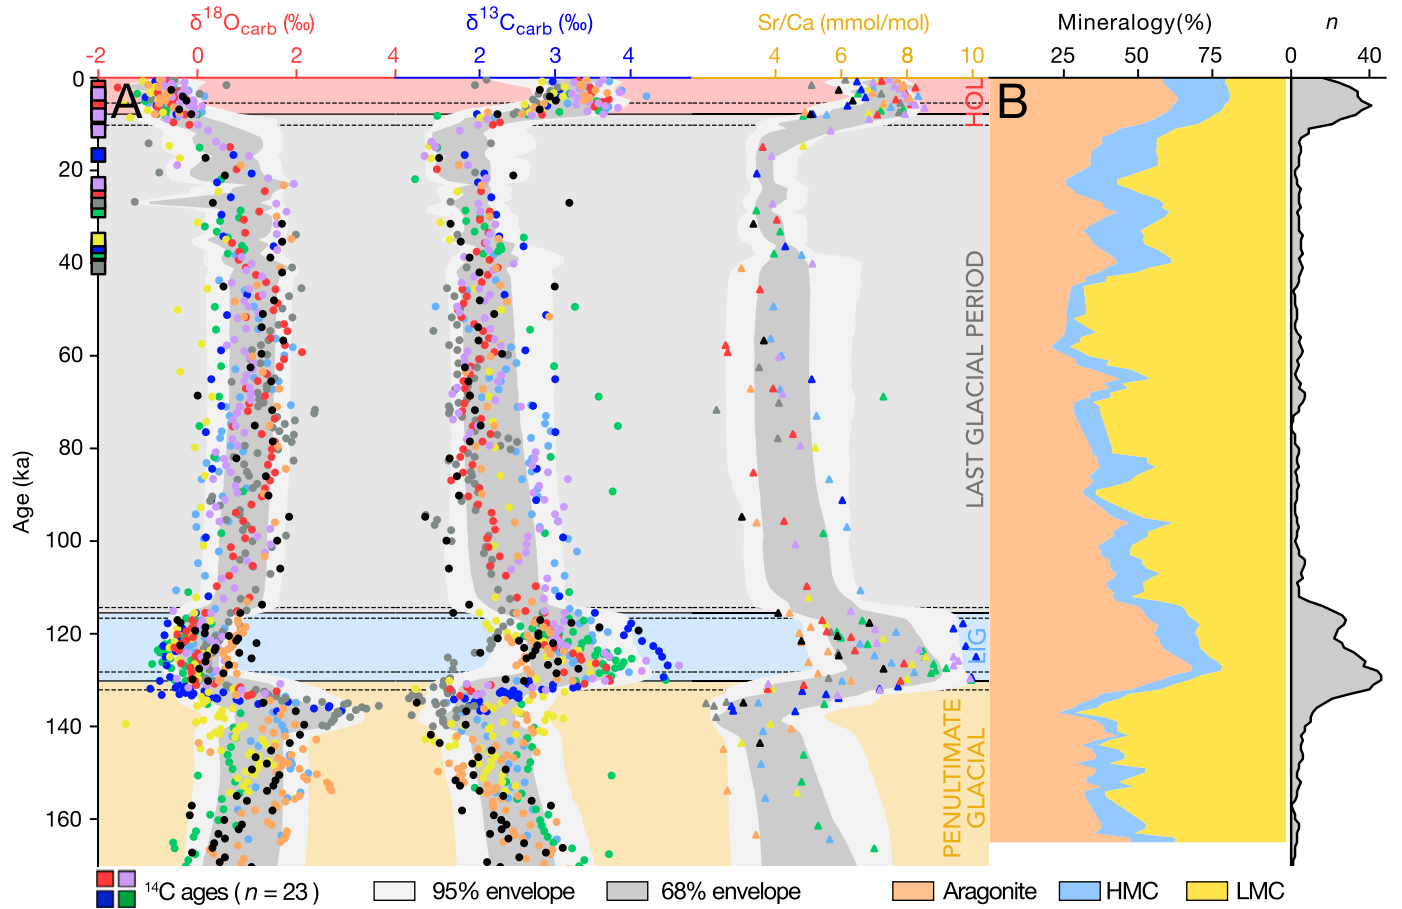 δ¹⁸Ocarb (‰) δ¹³Ccarb (‰) Sr/Ca (mmol/mol) Mineralogy(%) n
-2 0 2 4 2 3 4 4 6 8 10 25 50 75 0 40
A
B
0
20
40
60
80
100
120
140
160
Age (ka)
HOL
LAST GLACIAL PERIOD
LIG
PENULTIMATE
GLACIAL
¹⁴C ages (n = 23) 95% envelope 68% envelope Aragonite HMC LMC